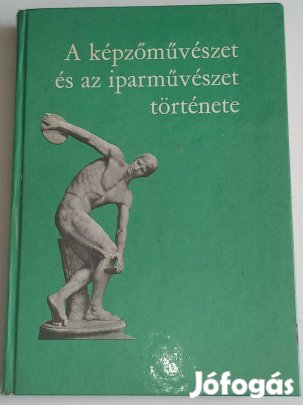 A képzőművészet
és az iparművészet
története
Jófogás